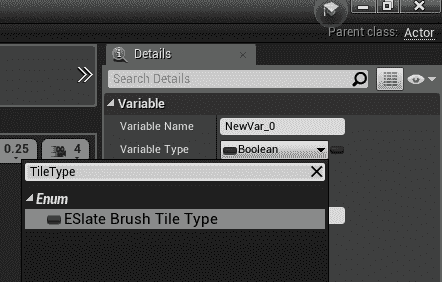 Parent class: Actor
Details
Search Details
Variable
Variable Name NewVar_0
Variable Type Boolean
0.25 4
TileType
Enum
ESlate Brush Tile Type